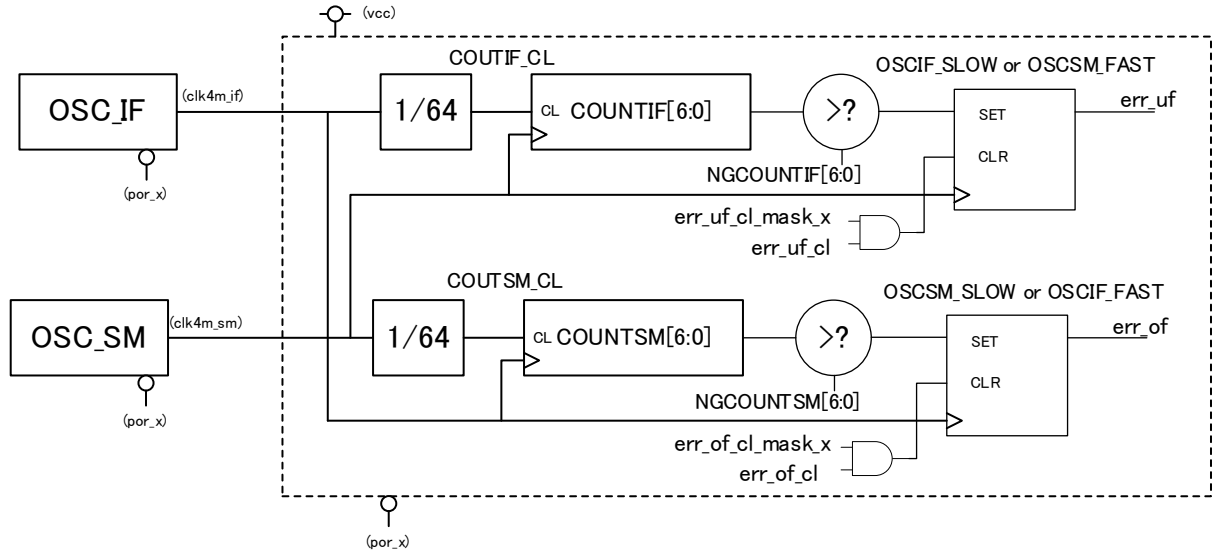 (vcc)
COUTIF_CL
OSCIF_SLOW or OSCSM_FAST
OSC_IF
(clk4m_if)
1/64
CL COUNTIF[6:0]
>?
SET
err_uf
CLR
NGCOUNTIF[6:0]
(por_x)
err_uf_cl_mask_x
err_uf_cl
COUTSM_CL
OSCSM_SLOW or OSCIF_FAST
OSC_SM
(clk4m_sm)
1/64
CL COUNTSM[6:0]
>?
SET
err_of
CLR
NGCOUNTSM[6:0]
(por_x)
err_of_cl_mask_x
err_of_cl
(por_x)